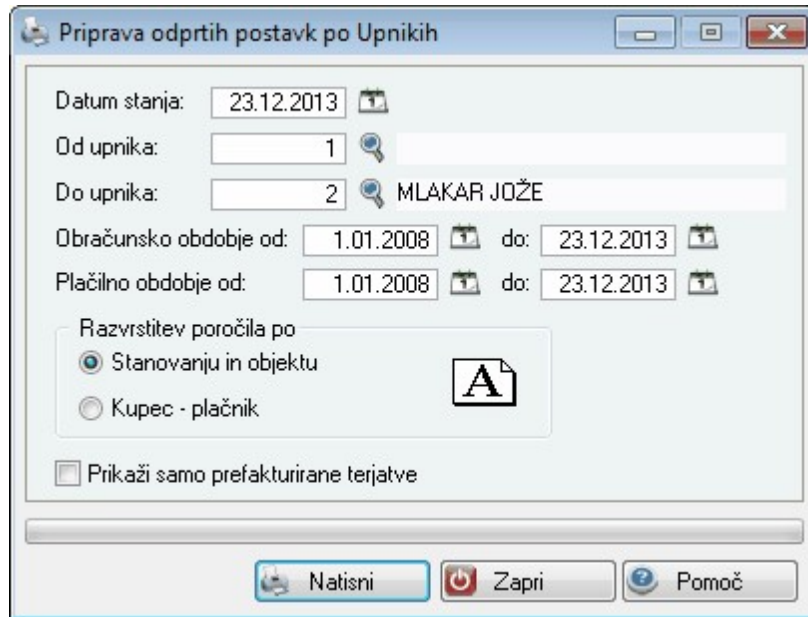 Priprava odprtih postavk po Upnikih
Datum stanja: 23.12.2013
Od upnika: 1
Do upnika: 2 MLAKAR JOŽE
Obračunsko obdobje od: 1.01.2008 do: 23.12.2013
Plačilno obdobje od: 1.01.2008 do: 23.12.2013
Razvrstitev poročila po
Stanovanju in objektu
A
Kupec - plačnik
Prikaži samo prefakturirane terjatve
Natisni Zapri Pomoč